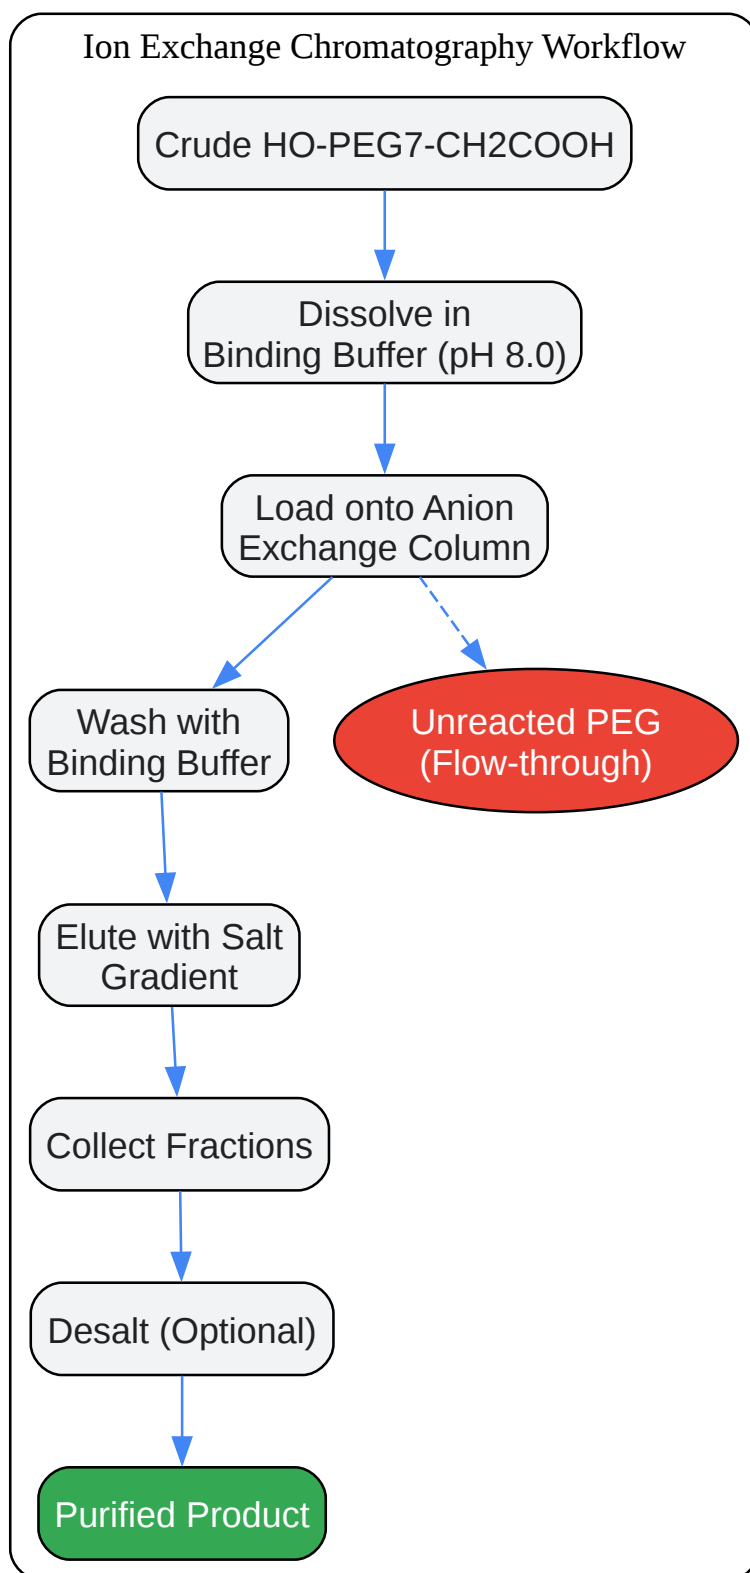 Ion Exchange Chromatography Workflow
Crude HO-PEG7-CH2COOH
Dissolve in
Binding Buffer (pH 8.0)
Load onto Anion
Exchange Column
Wash with
Binding Buffer
Unreacted PEG
(Flow-through)
Elute with Salt
Gradient
Collect Fractions
Desalt (Optional)
Purified Product